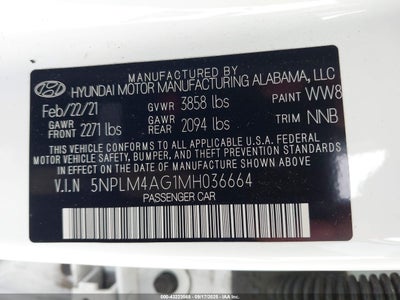 MANUFACTURED BY
HYUNDAI MOTOR MANUFACTURING ALABAMA, LLC
Feb/22/21 GVWR 3858 lbs PAINT WW8
GAWR FRONT 2271 lbs GAWR REAR 2094 lbs TRIM NNB
THIS VEHICLE CONFORMS TO ALL APPLICABLE U.S. FEDERAL
MOTOR VEHICLE SAFETY, BUMPER, AND THEFT PREVENTION STANDARDS
IN EFFECT ON THE DATE OF MANUFACTURE SHOWN ABOVE.
V.I.N 5NPLM4AG1MH036664
PASSENGER CAR